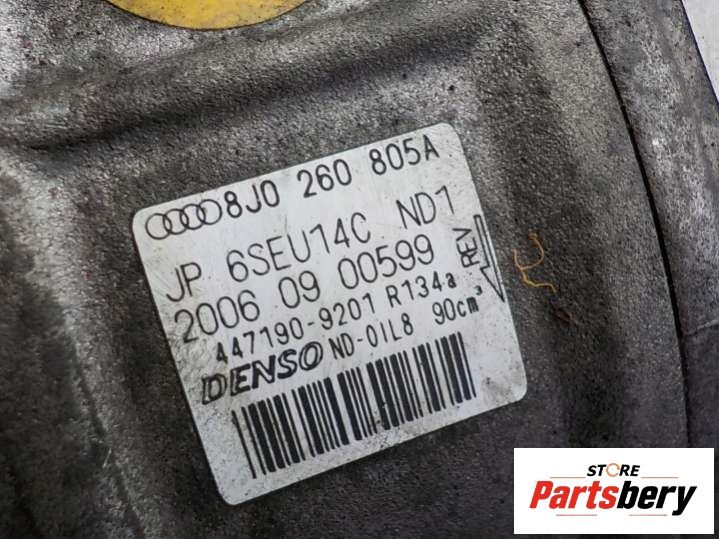 8J0 260 805A
JP 6SEU14C ND1
2006 09 00599
REV
447190-9201 R134a
DENSO ND-OIL8 90cm³
STORE
Partsbery